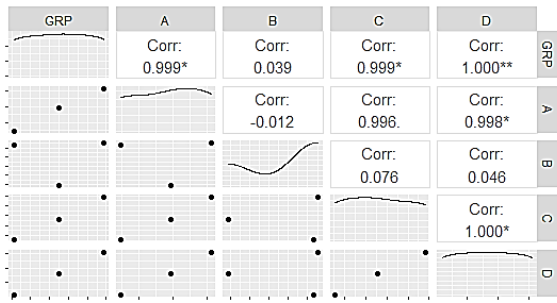 GRP A B C D
Corr: Corr: Corr: Corr: GRP
0.999* 0.039 0.999* 1.000**
Corr: Corr: Corr: A
-0.012 0.996. 0.998*
Corr: Corr: B
0.076 0.046
Corr: C
1.000*
D